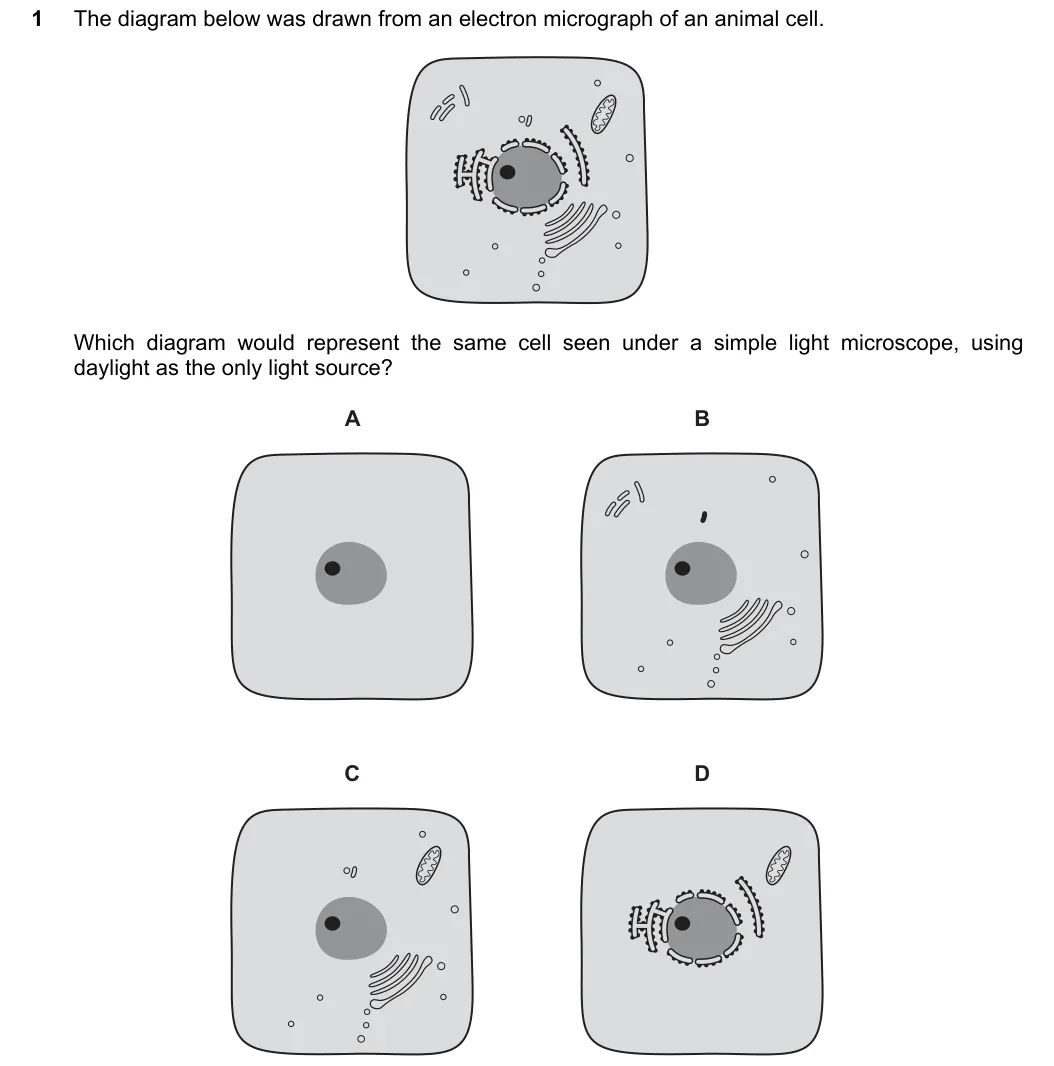 1 The diagram below was drawn from an electron micrograph of an animal cell.
Which diagram would represent the same cell seen under a simple light microscope, using
daylight as the only light source?
A B
C D